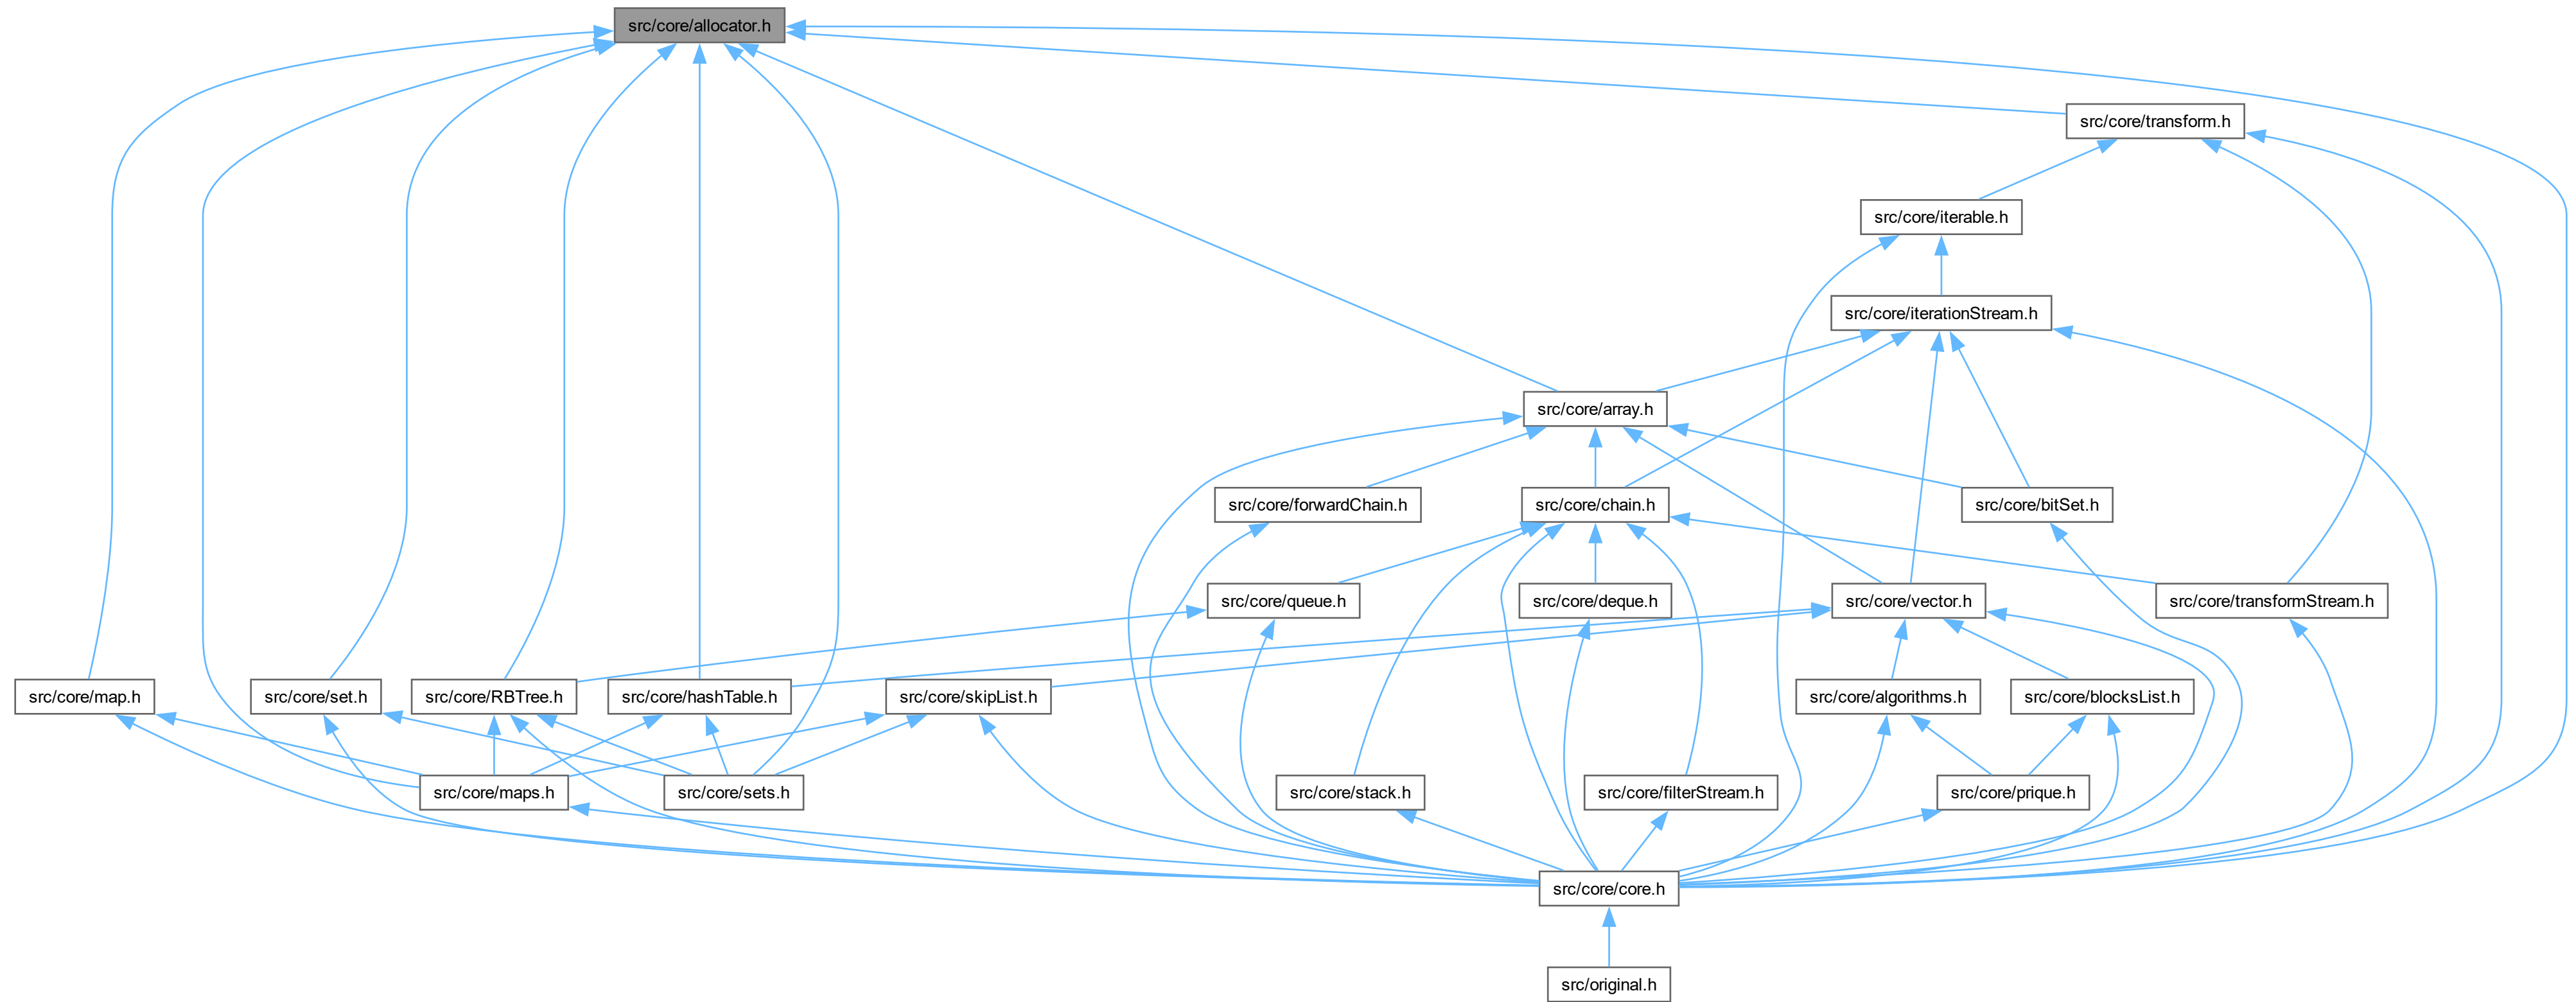 src/core/allocator.h
src/core/transform.h
src/core/iterable.h
src/core/iterationStream.h
src/core/array.h
src/core/forwardChain.h
src/core/chain.h
src/core/bitSet.h
src/core/queue.h
src/core/deque.h
src/core/vector.h
src/core/transformStream.h
src/core/map.h
src/core/set.h
src/core/RBTree.h
src/core/hashTable.h
src/core/skipList.h
src/core/algorithms.h
src/core/blocksList.h
src/core/maps.h
src/core/sets.h
src/core/stack.h
src/core/filterStream.h
src/core/prique.h
src/core/core.h
src/original.h